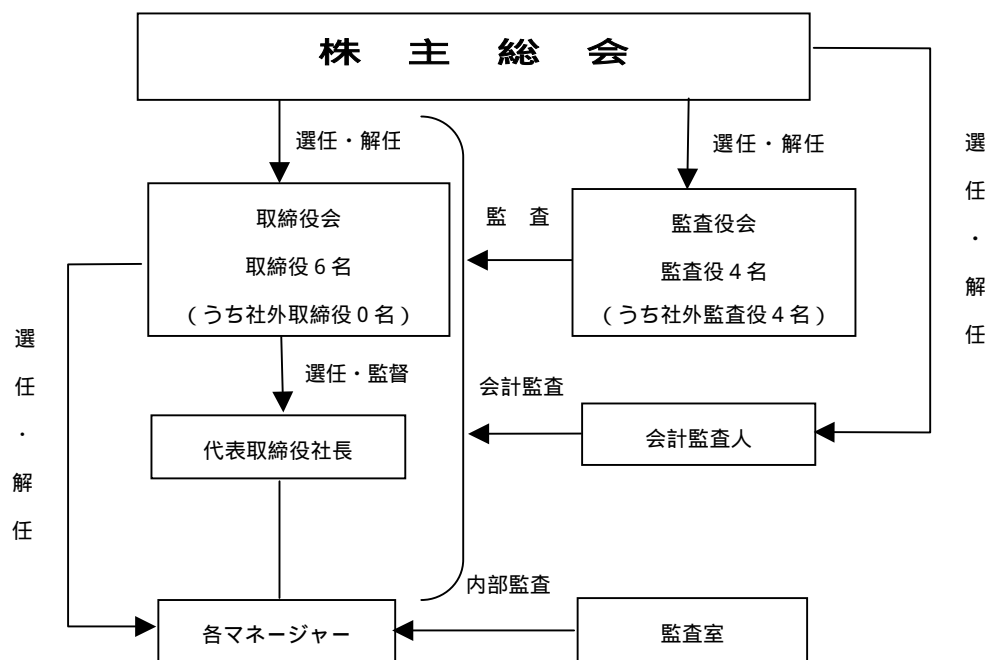 株 主 総 会
選任・解任
選任・解任
選任・解任
取締役会
取締役6名
(うち社外取締役0名)
監 査
監査役会
監査役4名
(うち社外監査役4名)
選任・解任
選任・監督
会計監査
代表取締役社長
会計監査人
内部監査
各マネージャー
監査室